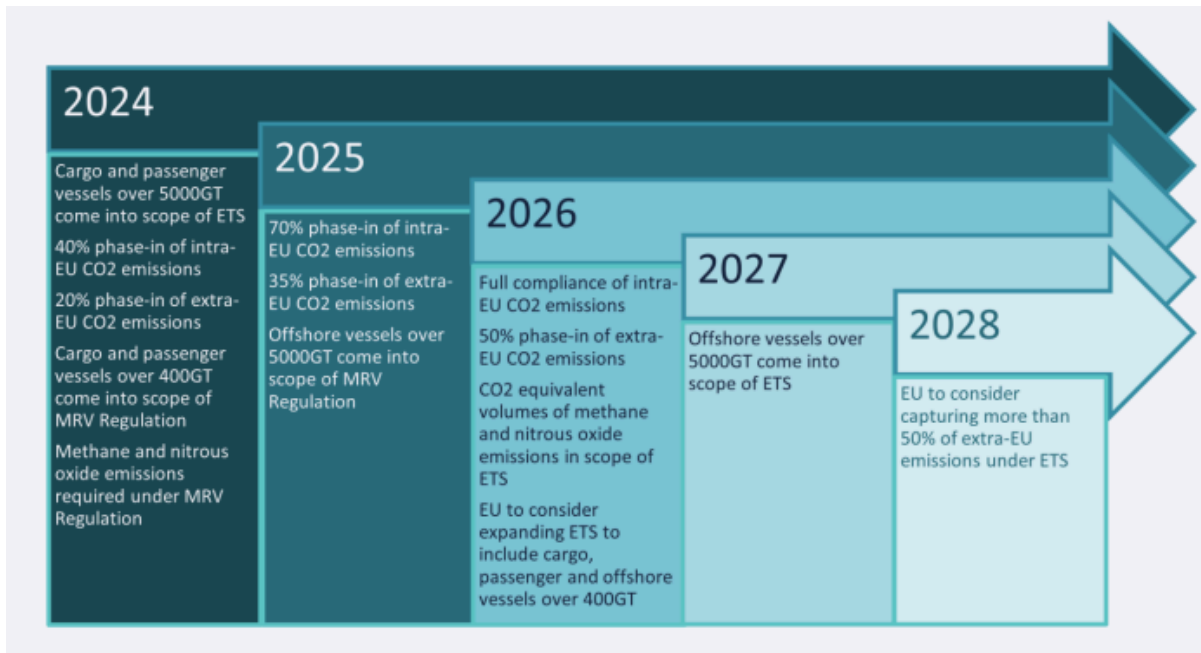 2024
Cargo and passenger
vessels over 5000GT
come into scope of ETS
40% phase-in of intra-
EU CO2 emissions
20% phase-in of extra-
EU CO2 emissions
Cargo and passenger
vessels over 400GT
come into scope of
MRV Regulation
Methane and nitrous
oxide emissions
required under MRV
Regulation
2025
70% phase-in of intra-
EU CO2 emissions
35% phase-in of extra-
EU CO2 emissions
Offshore vessels over
5000GT come into
scope of MRV
Regulation
2026
Full compliance of intra-
EU CO2 emissions
50% phase-in of extra-
EU CO2 emissions
CO2 equivalent
volumes of methane
and nitrous oxide
emissions in scope of
ETS
EU to consider
expanding ETS to
include cargo,
passenger and offshore
vessels over 400GT
2027
Offshore vessels over
5000GT come into
scope of ETS
2028
EU to consider
capturing more than
50% of extra-EU
emissions under ETS